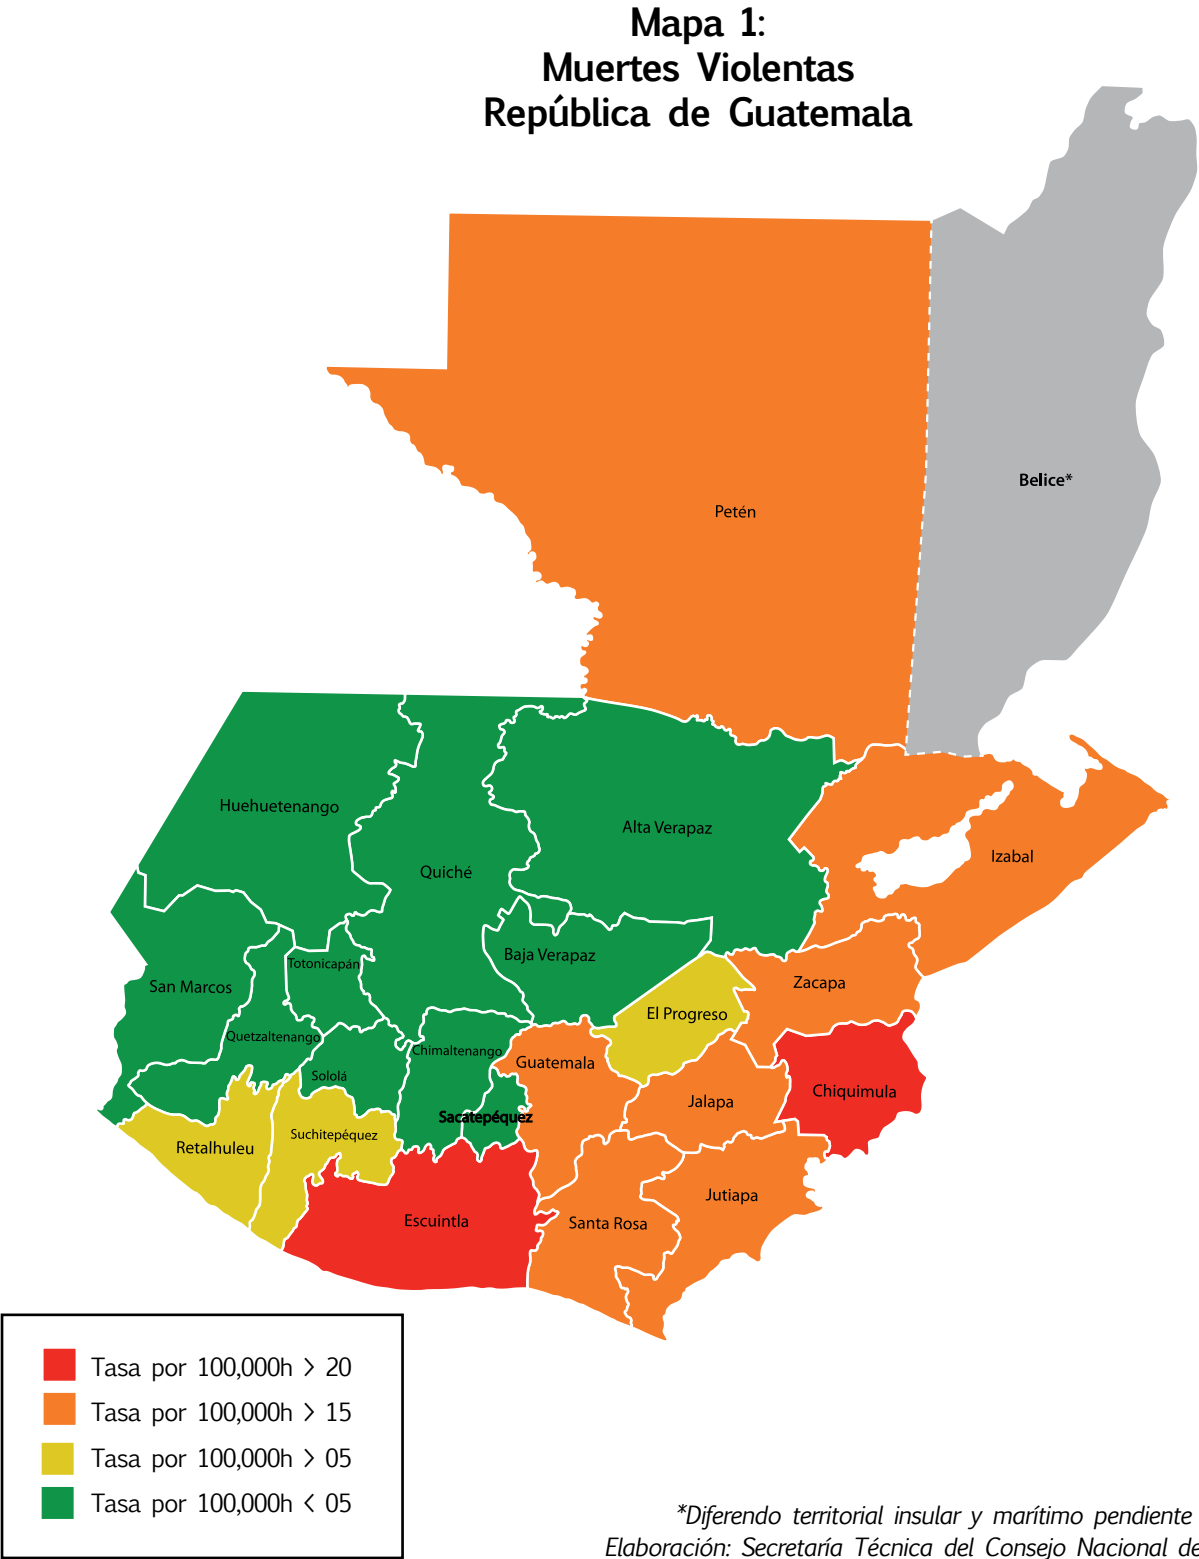 Mapa 1:
Muertes Violentas
República de Guatemala
Belice*
Petén
Huehuetenango
Alta Verapaz
Izabal
Quiché
Baja Verapaz
Totonicapán
Zacapa
San Marcos
El Progreso
Quetzaltenango
Chimaltenango
Guatemala
Sololá
Chiquimula
Jalapa
Sacatepéquez
Suchitepéquez
Retalhuleu
Jutiapa
Escuintla
Santa Rosa
Tasa por 100,000h > 20
Tasa por 100,000h > 15
Tasa por 100,000h > 05
Tasa por 100,000h < 05
*Diferendo territorial insular y marítimo pendiente
Elaboración: Secretaría Técnica del Consejo Nacional de